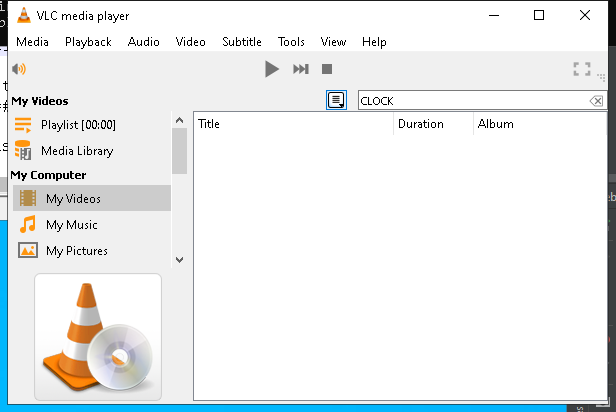 VLC media player
Media Playback Audio Video Subtitle Tools View Help
My Videos
CLOCK
Playlist [00:00]
Title Duration Album
Media Library
My Computer
My Videos
My Music
My Pictures